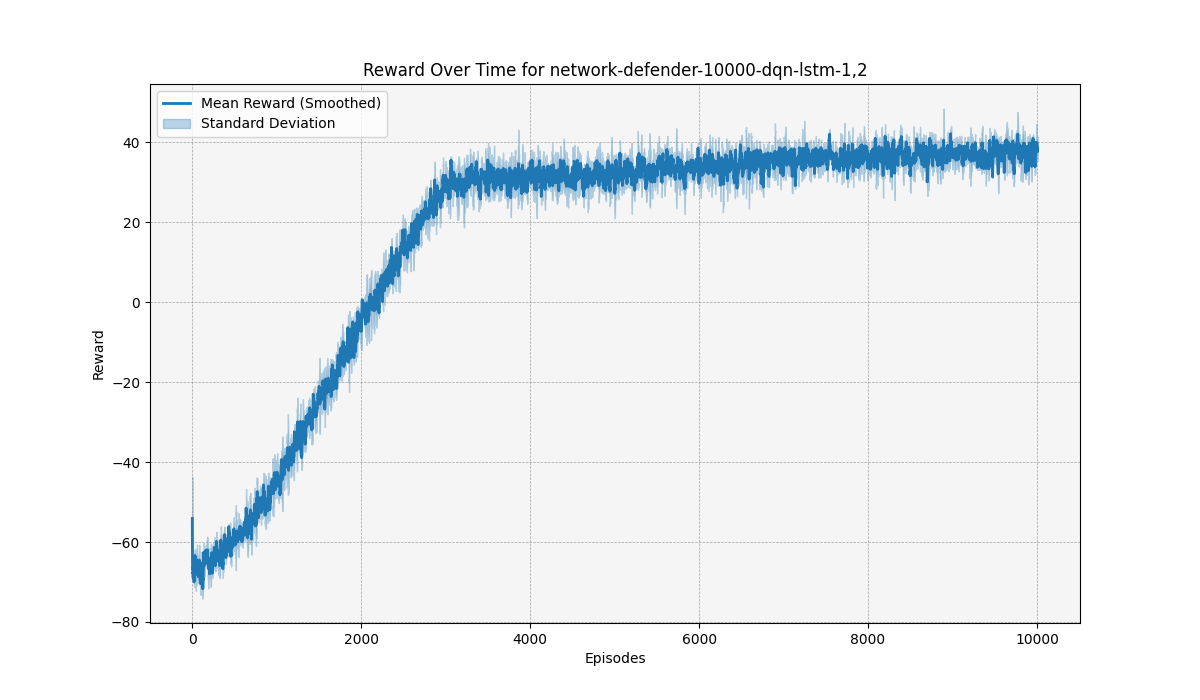 Reward Over Time for network-defender-10000-dqn-lstm-1,2
Mean Reward (Smoothed)
Standard Deviation
40
20
0
−20
−40
−60
−80
Reward
0 2000 4000 6000 8000 10000
Episodes